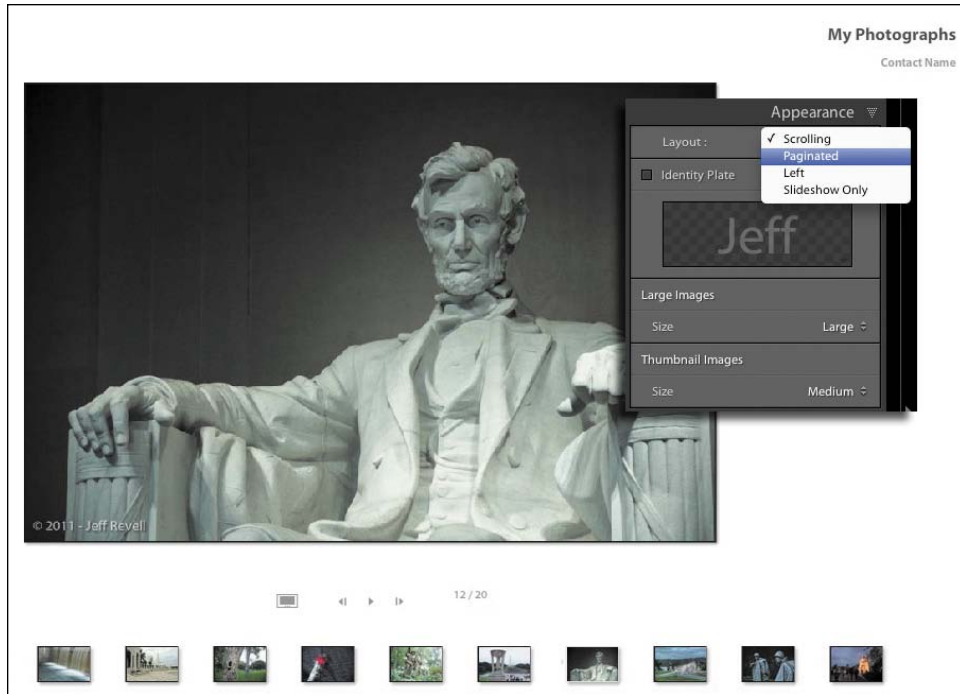 My Photographs
Contact Name
Appearance
Layout :
✓ Scrolling
Paginated
Left
Slideshow Only
Identity Plate
Jeff
Large Images
Size Large
Thumbnail Images
Size Medium
© 2011 - Jeff Revell
12 / 20